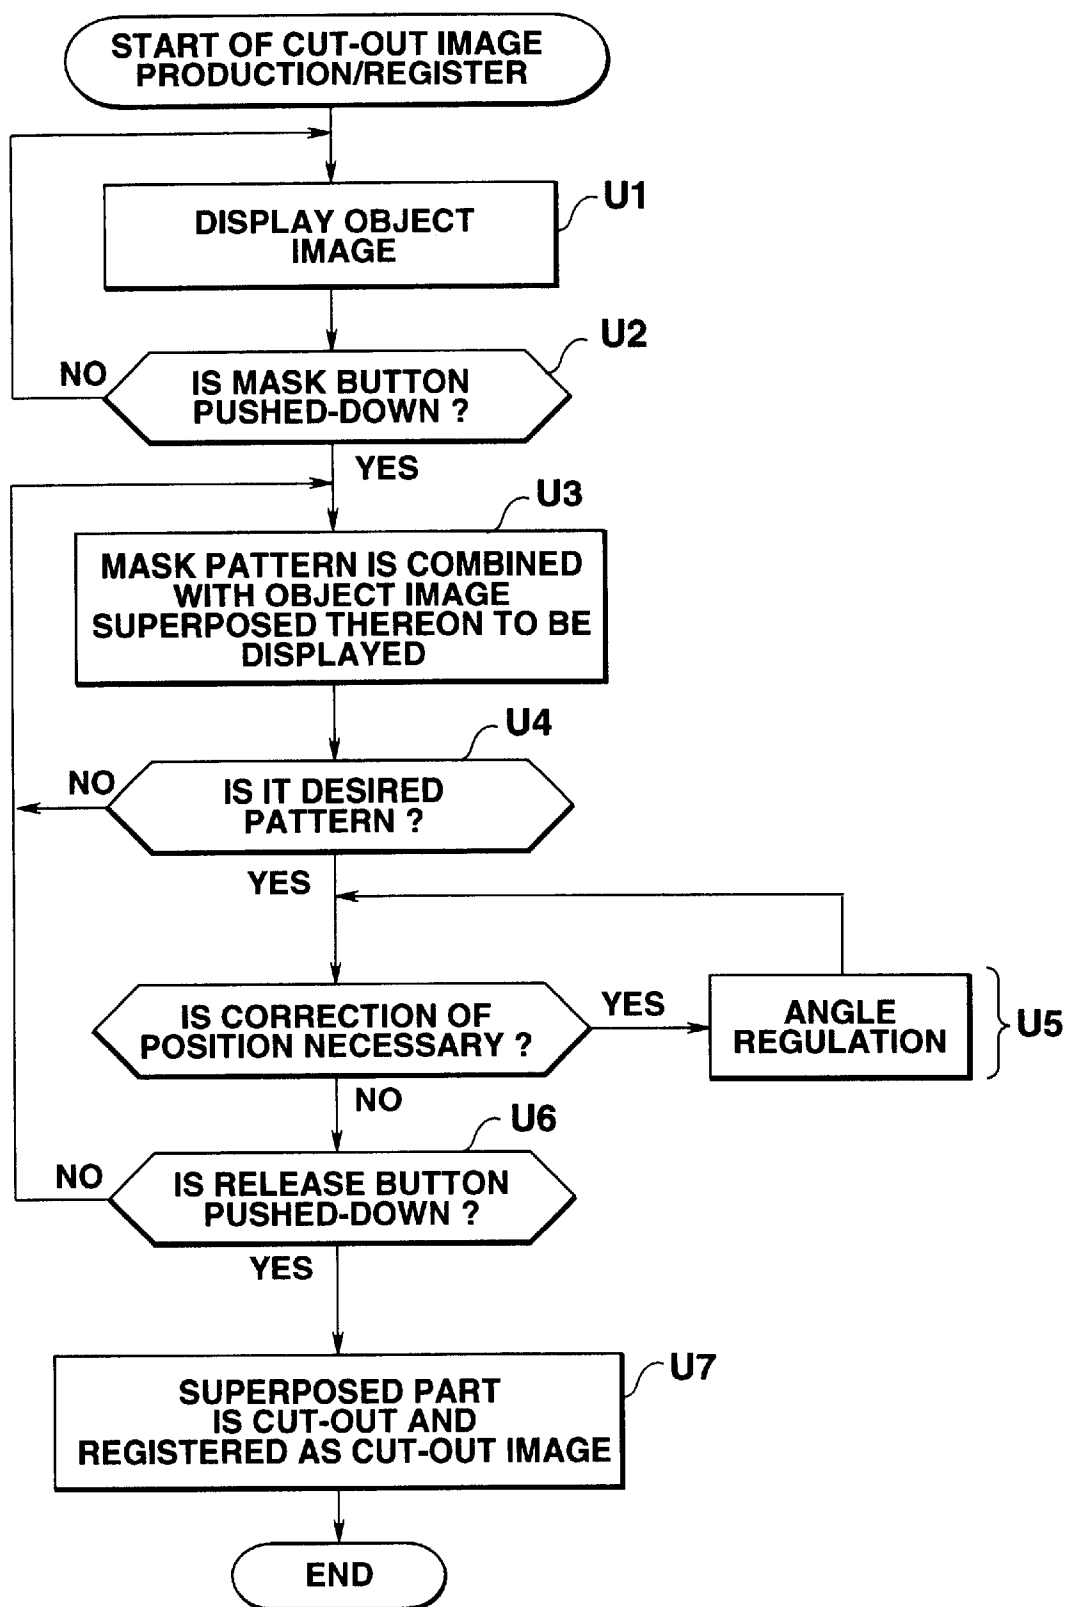 START OF CUT-OUT IMAGE
PRODUCTION/REGISTER
U1
DISPLAY OBJECT
IMAGE
U2
NO
IS MASK BUTTON
PUSHED-DOWN ?
YES
U3
MASK PATTERN IS COMBINED
WITH OBJECT IMAGE
SUPERPOSED THEREON TO BE
DISPLAYED
U4
NO
IS IT DESIRED
PATTERN ?
YES
IS CORRECTION OF
POSITION NECESSARY ?
YES
ANGLE
REGULATION
U5
NO
U6
NO
IS RELEASE BUTTON
PUSHED-DOWN ?
YES
U7
SUPERPOSED PART
IS CUT-OUT AND
REGISTERED AS CUT-OUT IMAGE
END